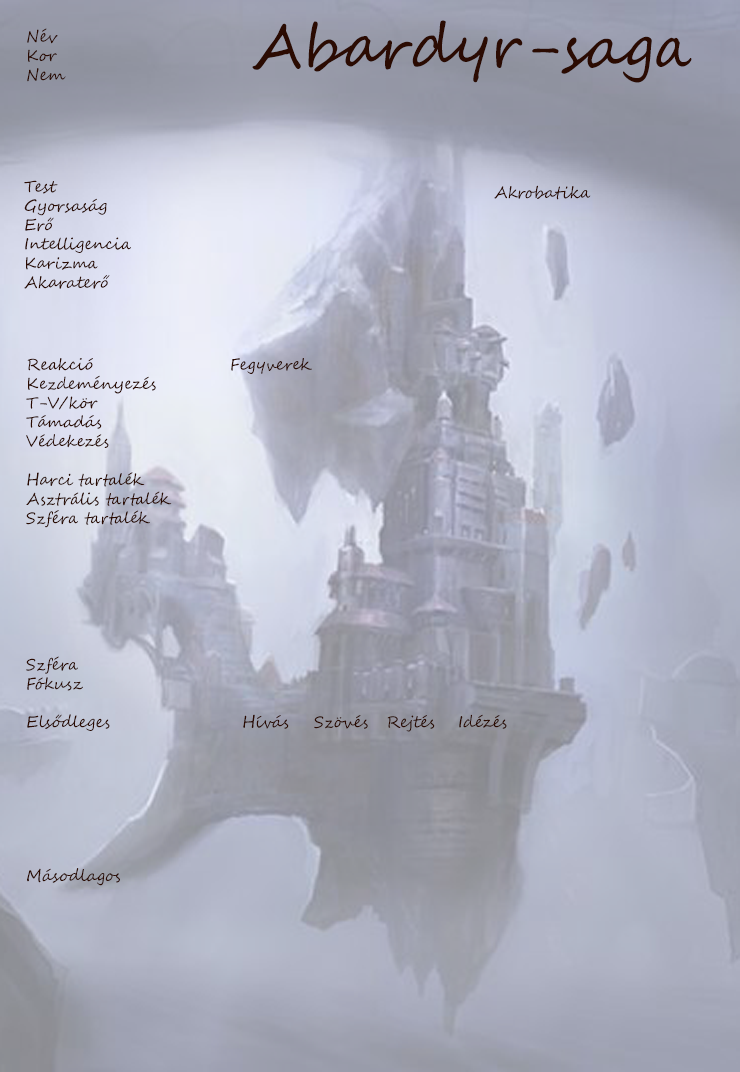 Abardyr-saga
Név
Kor
Nem
Test
Gyorsaság
Erő
Intelligencia
Karizma
Akaraterő
Akrobatika
Reakció
Kezdeményezés
T-V/kör
Támadás
Védekezés
Fegyverek
Harci tartalék
Asztrális tartalék
Szféra tartalék
Szféra
Fókusz
Elsődleges Hívás Szövés Rejtés Idézés
Másodlagos